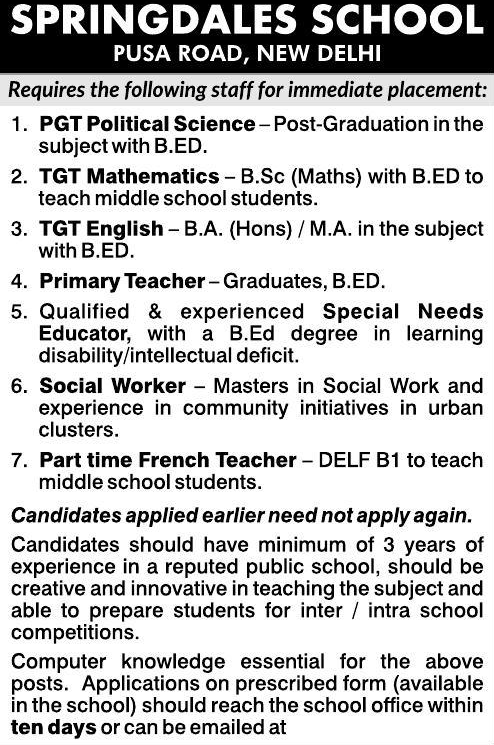 SPRINGDALES SCHOOL
PUSA ROAD, NEW DELHI
Requires the following staff for immediate placement:
1. PGT Political Science – Post-Graduation in the
subject with B.ED.
2. TGT Mathematics – B.Sc (Maths) with B.ED to
teach middle school students.
3. TGT English – B.A. (Hons) / M.A. in the subject
with B.ED.
4. Primary Teacher – Graduates, B.ED.
5. Qualified & experienced Special Needs
Educator, with a B.Ed degree in learning
disability/intellectual deficit.
6. Social Worker – Masters in Social Work and
experience in community initiatives in urban
clusters.
7. Part time French Teacher – DELF B1 to teach
middle school students.
Candidates applied earlier need not apply again.
Candidates should have minimum of 3 years of
experience in a reputed public school, should be
creative and innovative in teaching the subject and
able to prepare students for inter / intra school
competitions.
Computer knowledge essential for the above
posts. Applications on prescribed form (available
in the school) should reach the school office within
ten days or can be emailed at